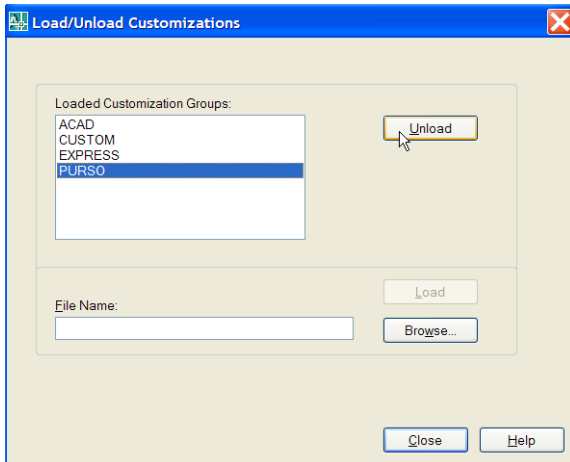 Load/Unload Customizations
Loaded Customization Groups:
ACAD
CUSTOM
EXPRESS
PURSO
Unload
Load
File Name:
Browse...
Close
Help